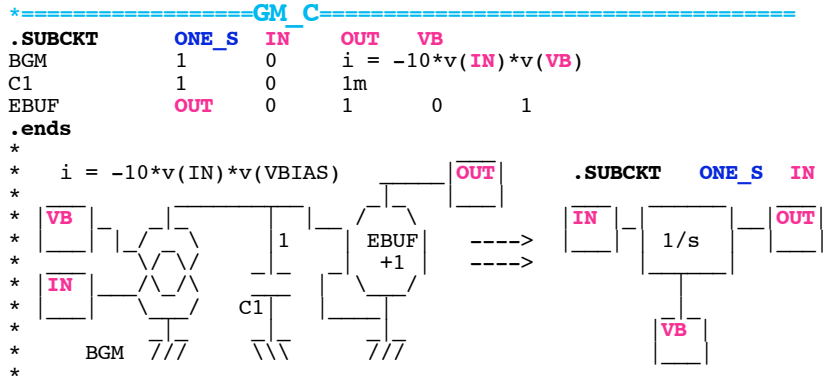 *=================GM_C===================================
.SUBCKT ONE_S IN OUT VB
BGM 1 0 i = -10*v(IN)*v(VB)
C1 1 0 1m
EBUF OUT 0 1 0 1
.ends
*
* i = -10*v(IN)*v(VBIAS) OUT .SUBCKT ONE_S IN
*
* VB IN OUT
* 1 EBUF ----> 1/s
* +1 ---->
* IN
* C1
*
* VB
* BGM /// \\\ ///
*